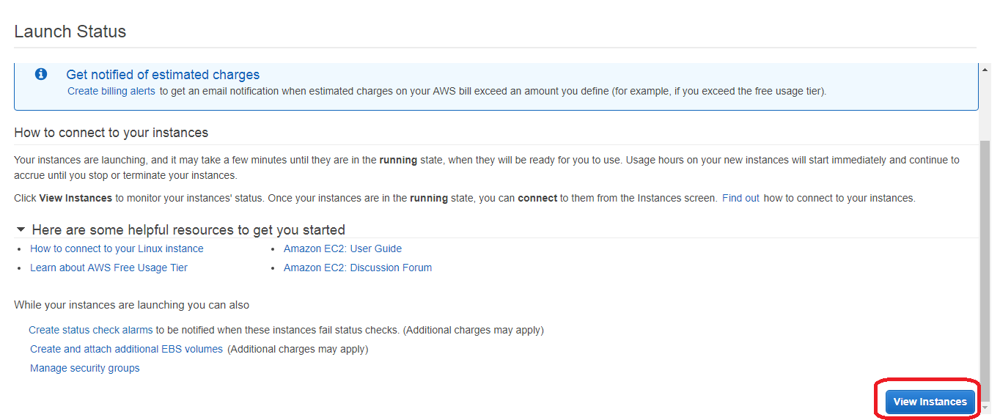 Launch Status
Get notified of estimated charges
Create billing alerts to get an email notification when estimated charges on your AWS bill exceed an amount you define (for example, if you exceed the free usage tier).
How to connect to your instances
Your instances are launching, and it may take a few minutes until they are in the running state, when they will be ready for you to use. Usage hours on your new instances will start immediately and continue to
accrue until you stop or terminate your instances.
Click View Instances to monitor your instances' status. Once your instances are in the running state, you can connect to them from the Instances screen. Find out how to connect to your instances.
Here are some helpful resources to get you started
• How to connect to your Linux instance
• Learn about AWS Free Usage Tier
• Amazon EC2: User Guide
• Amazon EC2: Discussion Forum
While your instances are launching you can also
Create status check alarms to be notified when these instances fail status checks. (Additional charges may apply)
Create and attach additional EBS volumes (Additional charges may apply)
Manage security groups
View Instances